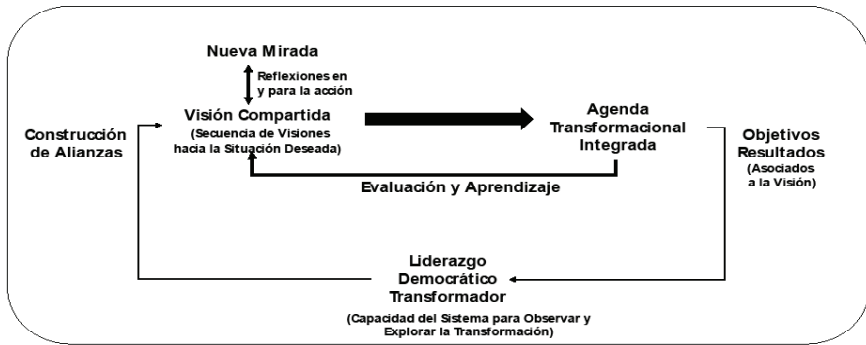 Nueva Mirada
Reflexiones en
y para la acción
Visión Compartida
(Secuencia de Visiones
hacia la Situación Deseada)
Construcción
de Alianzas
Agenda
Transformacional
Integrada
Objetivos
Resultados
(Asociados
a la Visión)
Evaluación y Aprendizaje
Liderazgo
Democrático
Transformador
(Capacidad del Sistema para Observar y
Explorar la Transformación)